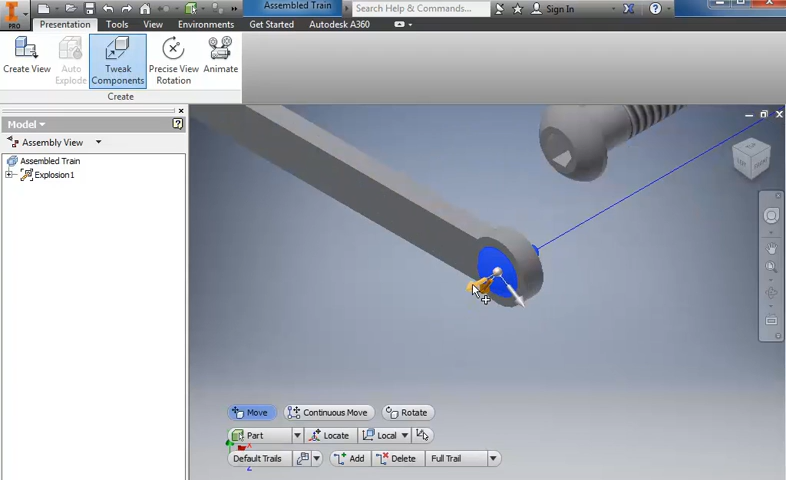 Assembled Train
Search Help & Commands...
Sign In
PRO
Presentation
Tools
View
Environments
Get Started
Autodesk A360
Create View
Auto
Explode
Tweak
Components
Precise View
Rotation
Animate
Create
Model
Assembly View
Assembled Train
Explosion1
Move
Continuous Move
Rotate
Part
Locate
Local
Default Trails
Add
Delete
Full Trail